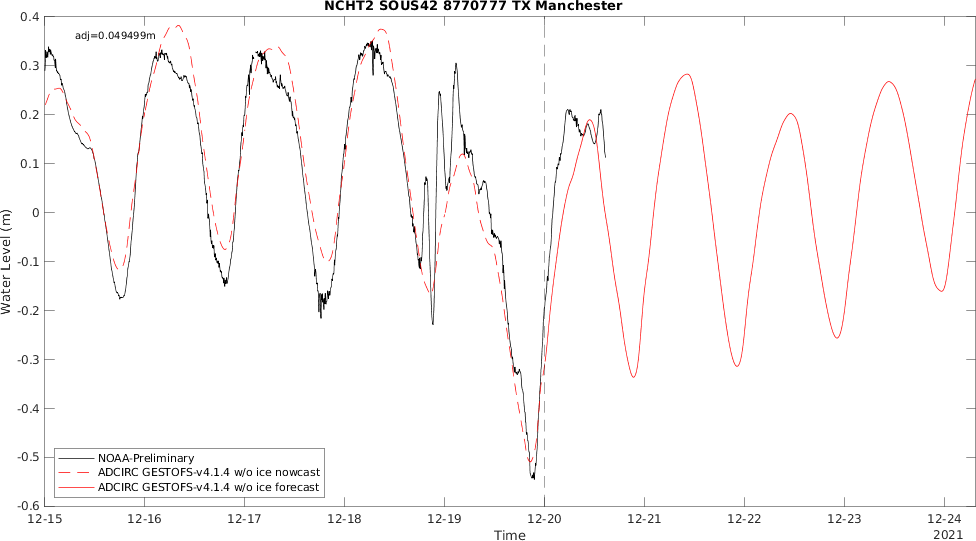 NCHT2 SOUS42 8770777 TX Manchester
adj=0.049499m
0.4
0.3
0.2
0.1
0
-0.1
-0.2
-0.3
-0.4
-0.5
-0.6
Water Level (m)
NOAA-Preliminary
ADCIRC GESTOFS-v4.1.4 w/o ice nowcast
ADCIRC GESTOFS-v4.1.4 w/o ice forecast
12-15 12-16 12-17 12-18 12-19 12-20 12-21 12-22 12-23 12-24
2021
Time